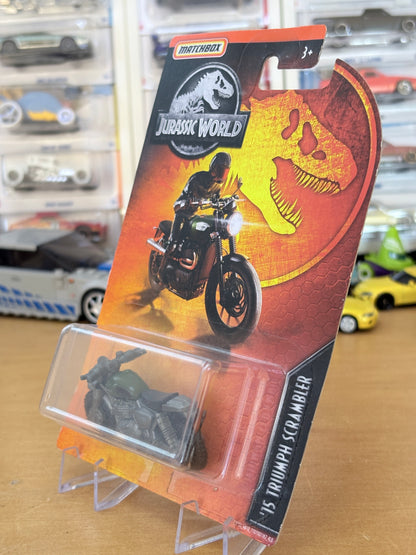 MATCHBOX
3+
JURASSIC WORLD
'15 TRIUMPH SCRAMBLER